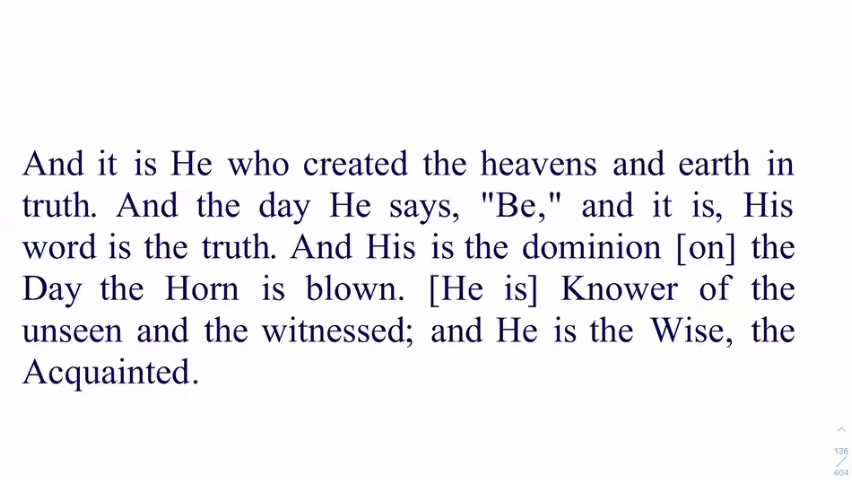 And it is He who created the heavens and earth in
truth. And the day He says, "Be," and it is, His
word is the truth. And His is the dominion [on] the
Day the Horn is blown. [He is] Knower of the
unseen and the witnessed; and He is the Wise, the
Acquainted.
136
604